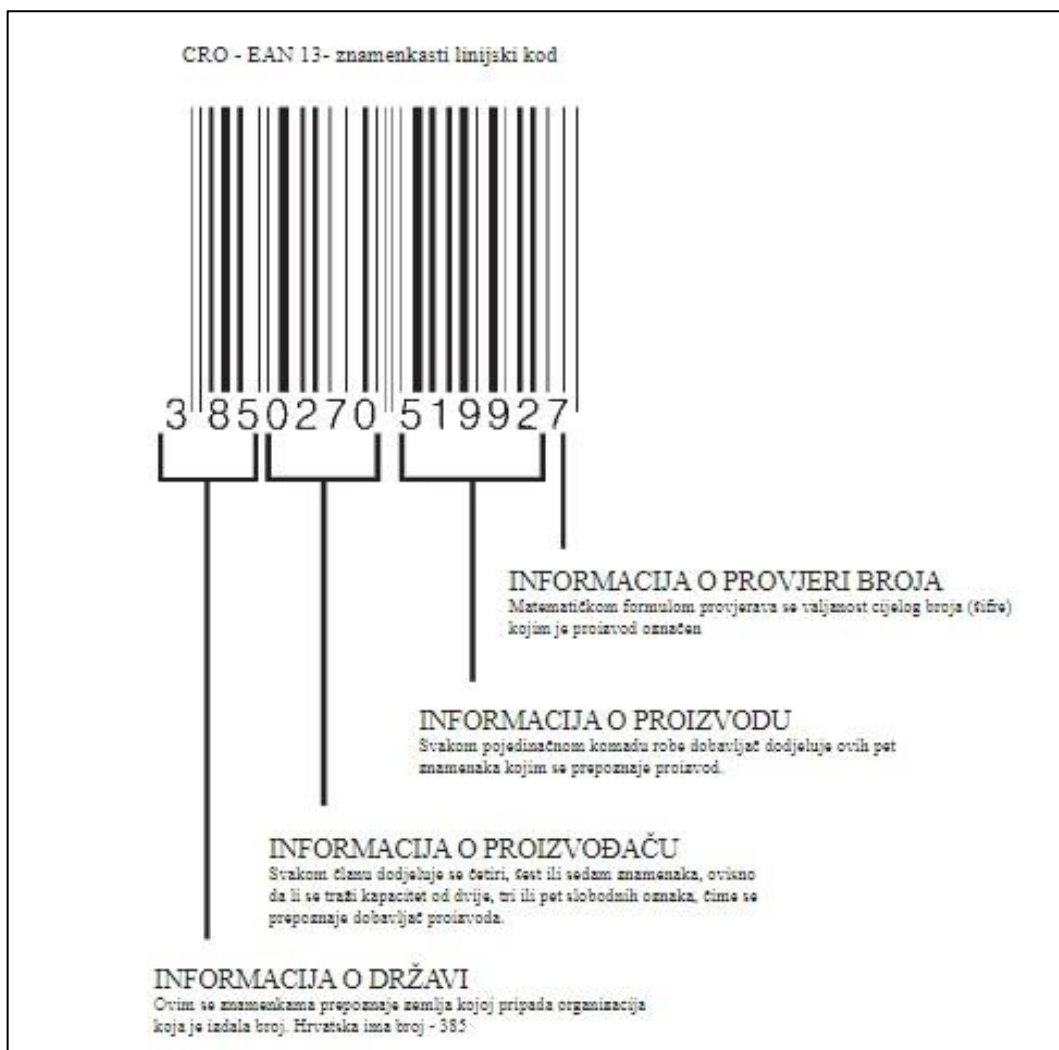 CRO - EAN 13- znamenkasti linijski kod
3 850270 519927
INFORMACIJA O PROVJERI BROJA
Matematičkom formulom provjerava se valjanost cijelog broja (šifre)
kojim je proizvod označen
INFORMACIJA O PROIZVODU
Svakom pojedinačnom komadu robe dobavljač dodjeluje ovih pet
znamenaka kojim se prepoznaje proizvod.
INFORMACIJA O PROIZVOĐAČU
Svakom članu dodjeluje se četiri, šest ili sedam znamenaka, ovisno
da li se traži kapacitet od dvije, tri ili pet slobodnih oznaka, čime se
prepoznaje dobavljač proizvoda.
INFORMACIJA O DRŽAVI
Ovim se znamenkama prepoznaje zemlja kojoj pripada organizacija
koja je izdala broj. Hrvatska ima broj - 385